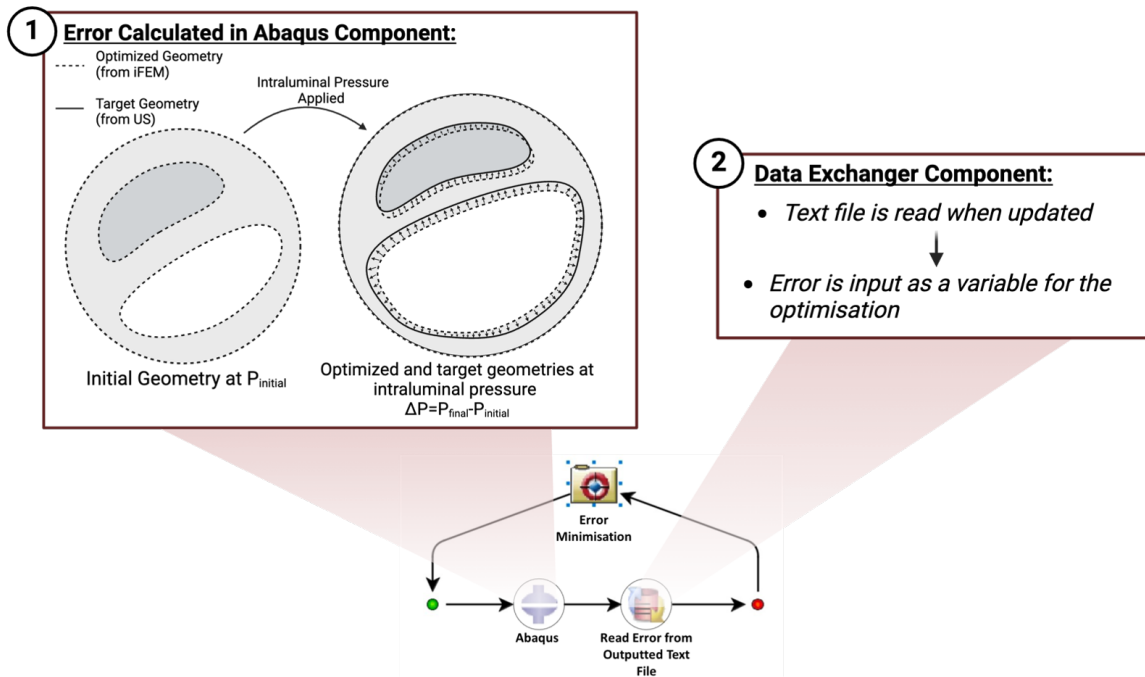 1
Error Calculated in Abaqus Component:
Optimized Geometry
(from iFEM)
Target Geometry
(from US)
Intraluminal Pressure
Applied
Initial Geometry at Pinitial
Optimized and target geometries at
intraluminal pressure
ΔP=Pfinal-Pinitial
2
Data Exchanger Component:
• Text file is read when updated
• Error is input as a variable for the
optimisation
Error
Minimisation
Abaqus
Read Error from
Outputted Text
File